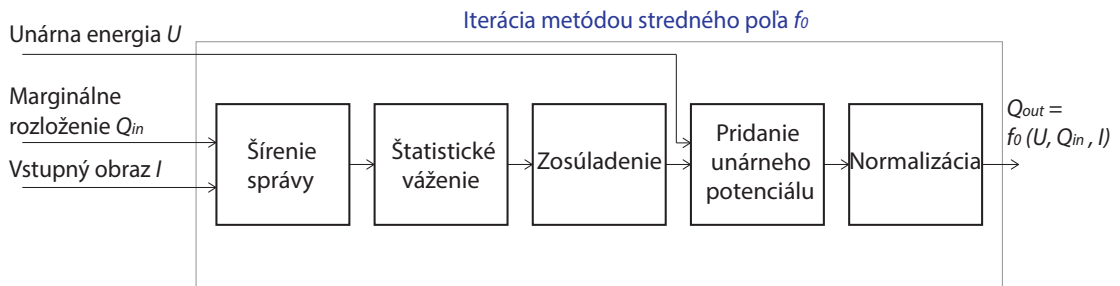 Iterácia metódou stredného poľa f₀
Unárna energia U
Marginálne
rozloženie Qin
Vstupný obraz I
Šírenie
správy
Štatistické
váženie
Zosúladenie
Pridanie
unárneho
potenciálu
Normalizácia
Qout =
f₀ (U, Qin , I)